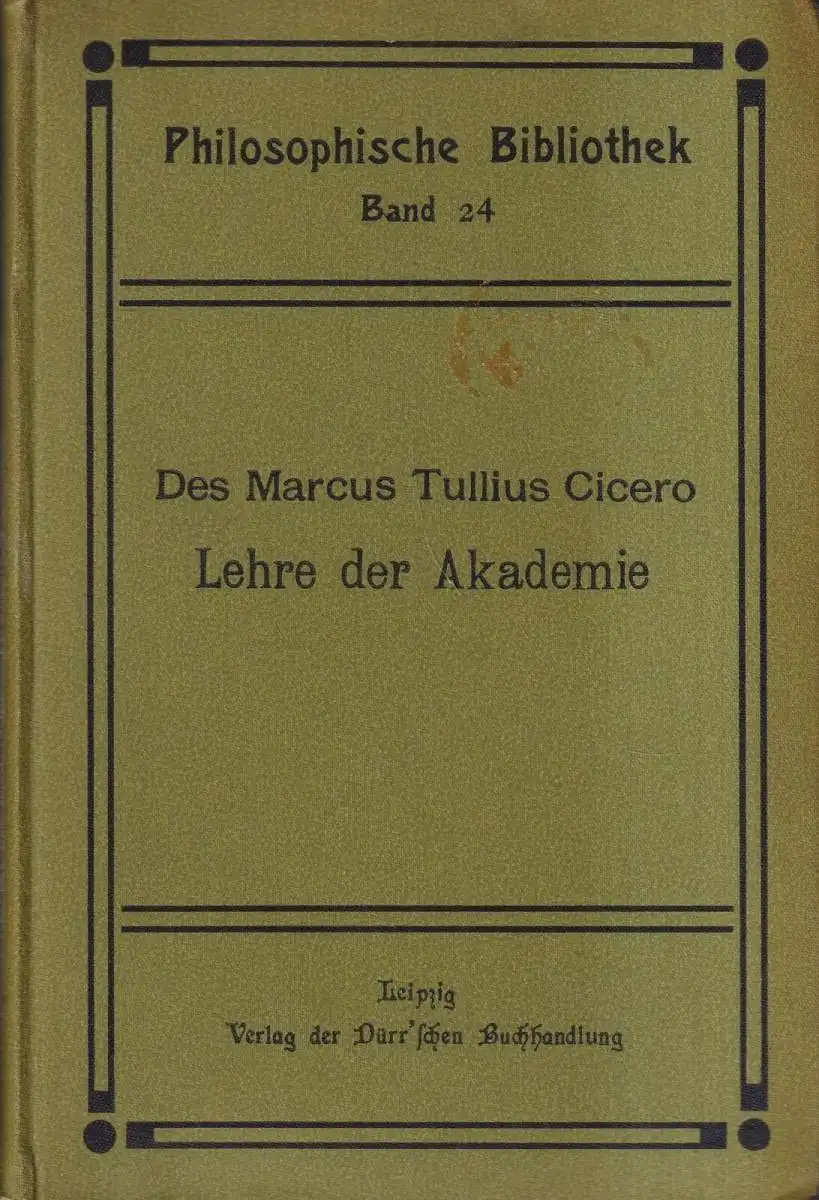 Philosophische Bibliothek
Band 24
Des Marcus Tullius Cicero
Lehre der Akademie
Leipzig
Verlag der Dürr'schen Buchhandlung